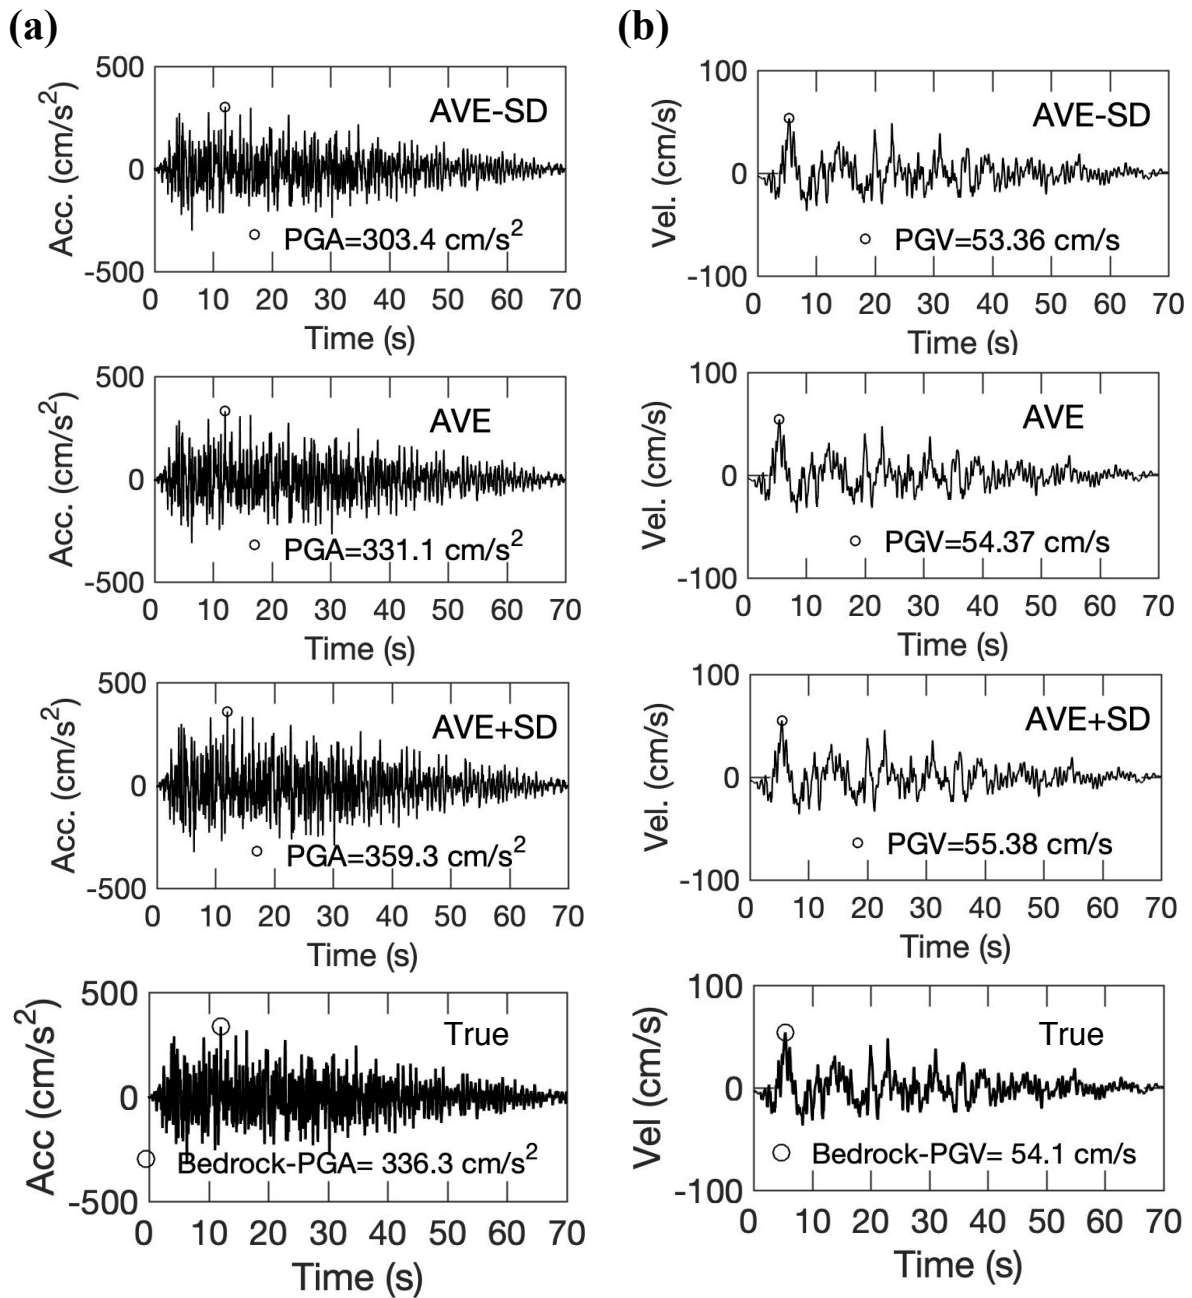 (a)
500
0
-500
Acc. (cm/s²)
AVE-SD
PGA=303.4 cm/s²
0 10 20 30 40 50 60 70
Time (s)
500
0
-500
Acc. (cm/s²)
AVE
PGA=331.1 cm/s²
0 10 20 30 40 50 60 70
Time (s)
500
0
-500
Acc. (cm/s²)
AVE+SD
PGA=359.3 cm/s²
0 10 20 30 40 50 60 70
Time (s)
500
0
-500
Acc (cm/s²)
True
Bedrock-PGA= 336.3 cm/s²
0 10 20 30 40 50 60 70
Time (s)
(b)
100
0
-100
Vel. (cm/s)
AVE-SD
PGV=53.36 cm/s
0 10 20 30 40 50 60 70
Time (s)
100
0
-100
Vel. (cm/s)
AVE
PGV=54.37 cm/s
0 10 20 30 40 50 60 70
Time (s)
100
0
-100
Vel. (cm/s)
AVE+SD
PGV=55.38 cm/s
0 10 20 30 40 50 60 70
Time (s)
100
0
-100
Vel (cm/s)
True
Bedrock-PGV= 54.1 cm/s
0 10 20 30 40 50 60 70
Time (s)